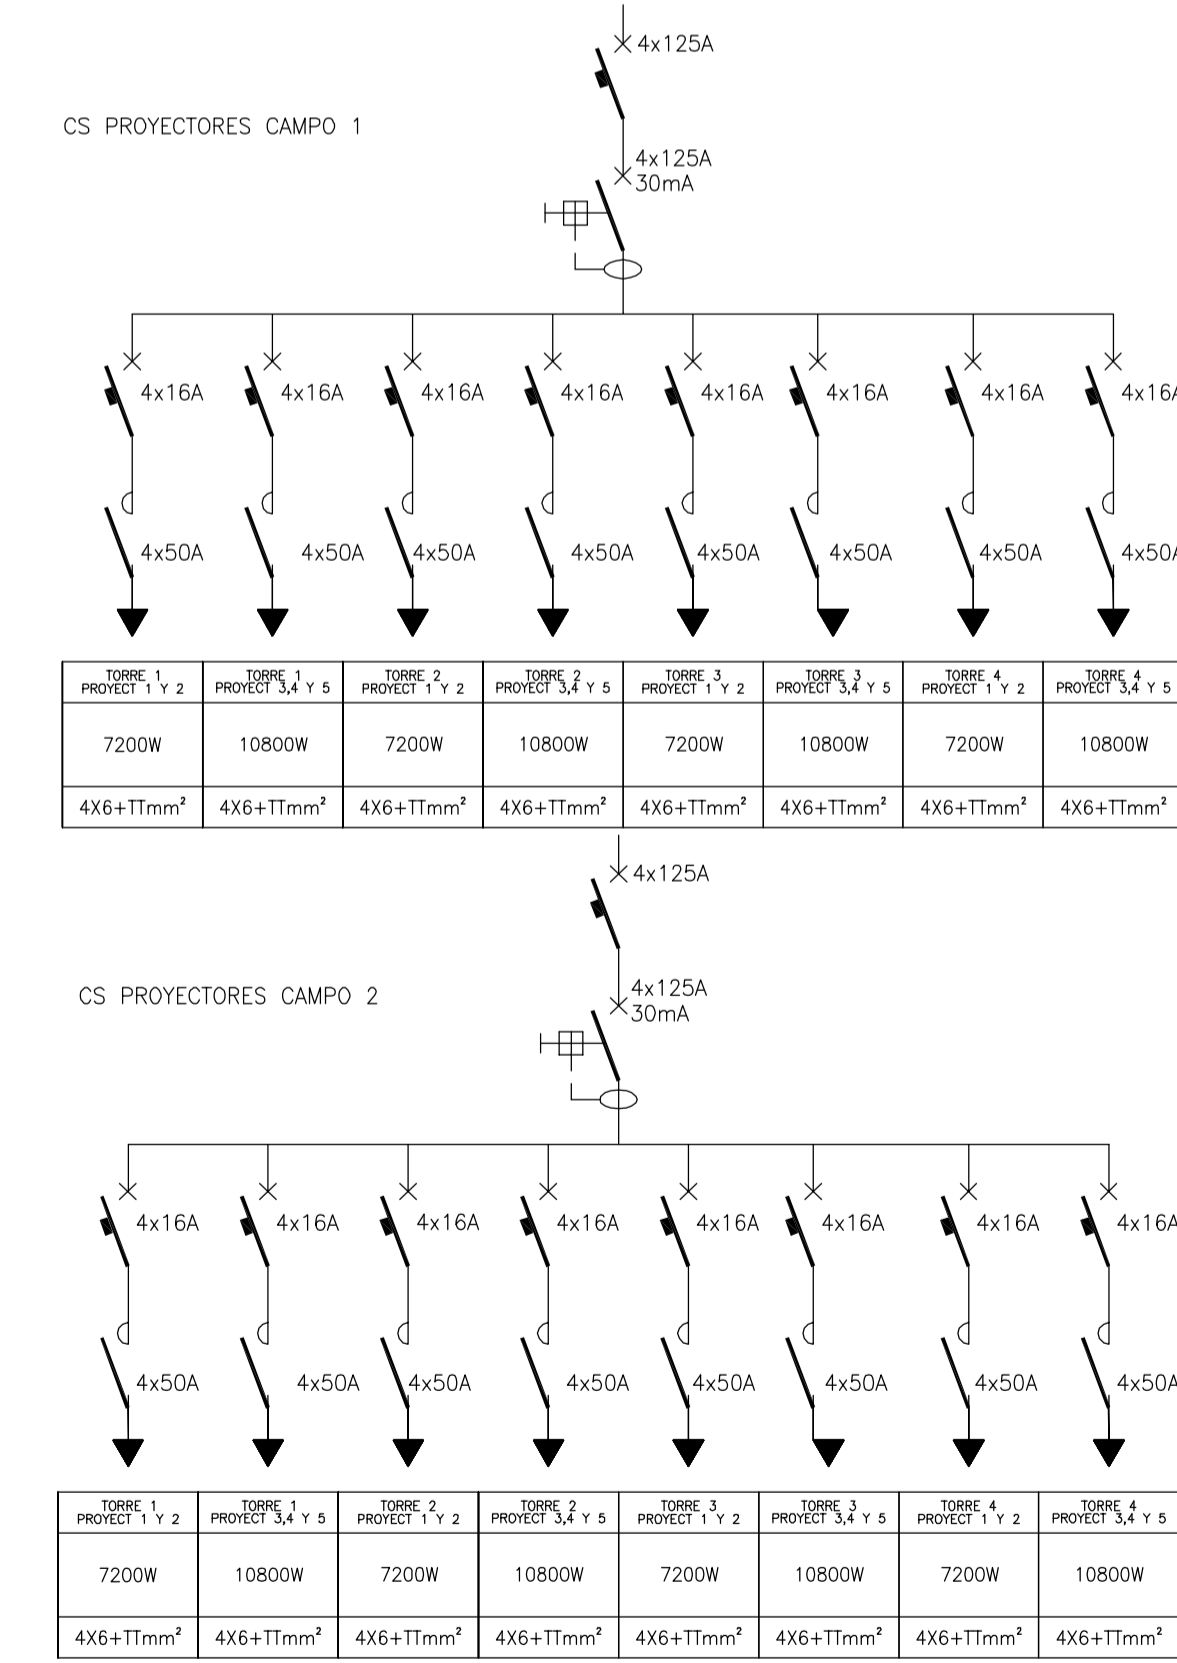 4x125A
CS PROYECTORES CAMPO 1
4x125A
30mA
4x16A 4x16A 4x16A 4x16A 4x16A 4x16A 4x16A 4x16A
4x50A 4x50A 4x50A 4x50A 4x50A 4x50A 4x50A 4x50A
TORRE 1 TORRE 1 TORRE 2 TORRE 2 TORRE 3 TORRE 3 TORRE 4 TORRE 4
PROYECT 1 Y 2 PROYECT 3,4 Y 5 PROYECT 1 Y 2 PROYECT 3,4 Y 5 PROYECT 1 Y 2 PROYECT 3,4 Y 5 PROYECT 1 Y 2 PROYECT 3,4 Y 5
7200W 10800W 7200W 10800W 7200W 10800W 7200W 10800W
4X6+TTmm² 4X6+TTmm² 4X6+TTmm² 4X6+TTmm² 4X6+TTmm² 4X6+TTmm² 4X6+TTmm² 4X6+TTmm²
4x125A
CS PROYECTORES CAMPO 2
4x125A
30mA
4x16A 4x16A 4x16A 4x16A 4x16A 4x16A 4x16A 4x16A
4x50A 4x50A 4x50A 4x50A 4x50A 4x50A 4x50A 4x50A
TORRE 1 TORRE 1 TORRE 2 TORRE 2 TORRE 3 TORRE 3 TORRE 4 TORRE 4
PROYECT 1 Y 2 PROYECT 3,4 Y 5 PROYECT 1 Y 2 PROYECT 3,4 Y 5 PROYECT 1 Y 2 PROYECT 3,4 Y 5 PROYECT 1 Y 2 PROYECT 3,4 Y 5
7200W 10800W 7200W 10800W 7200W 10800W 7200W 10800W
4X6+TTmm² 4X6+TTmm² 4X6+TTmm² 4X6+TTmm² 4X6+TTmm² 4X6+TTmm² 4X6+TTmm² 4X6+TTmm²